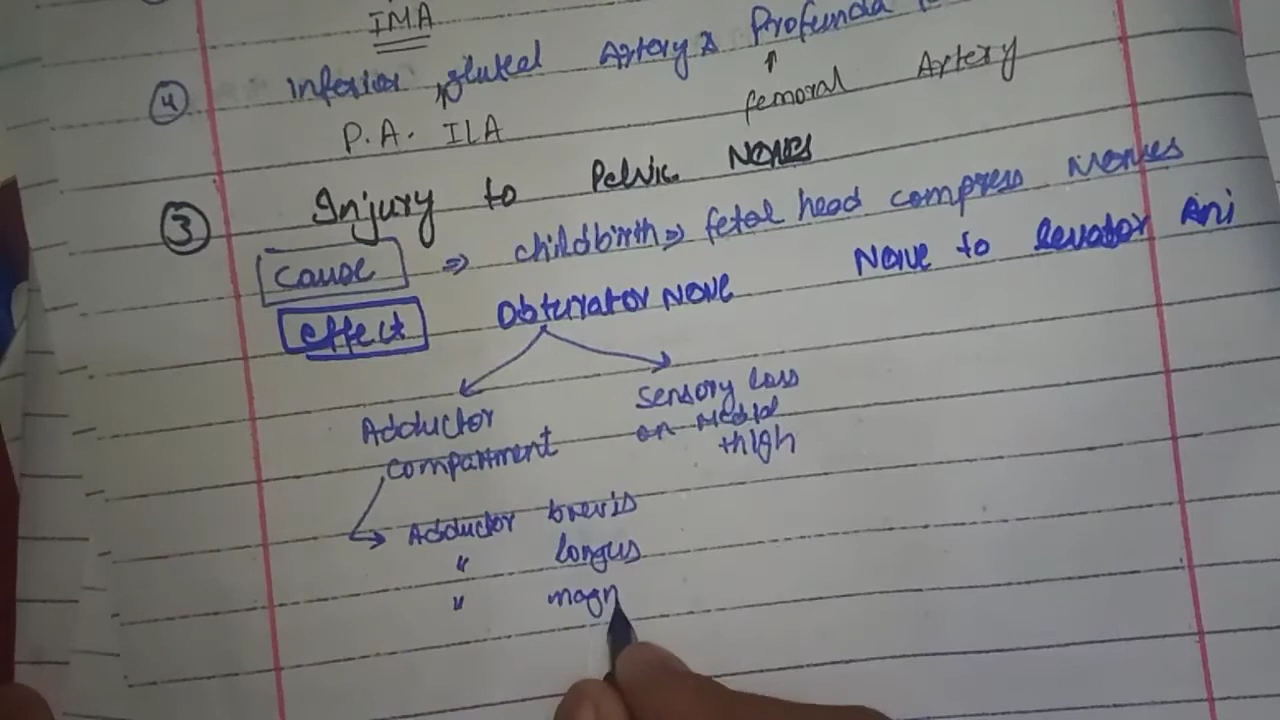 IMA
④ Inferior gluteal Artery & Profunda
↑
femoral Artery
P.A. ILA
③ Injury to Pelvic Nerves
Cause ⇒ childbirth ⇒ fetal head compress Nerves
effect Obturator Nerve Nerve to levator Ani
Adductor compartment
Sensory loss
on Medial
thigh
→ Adductor brevis
" longus
" magn